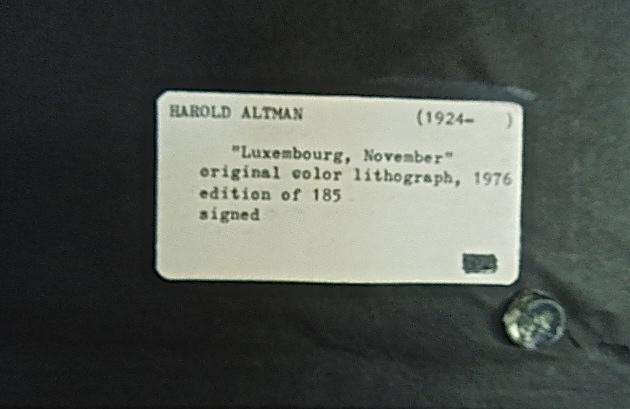 HAROLD ALTMAN (1924- )
"Luxembourg, November"
original color lithograph, 1976
edition of 185
signed